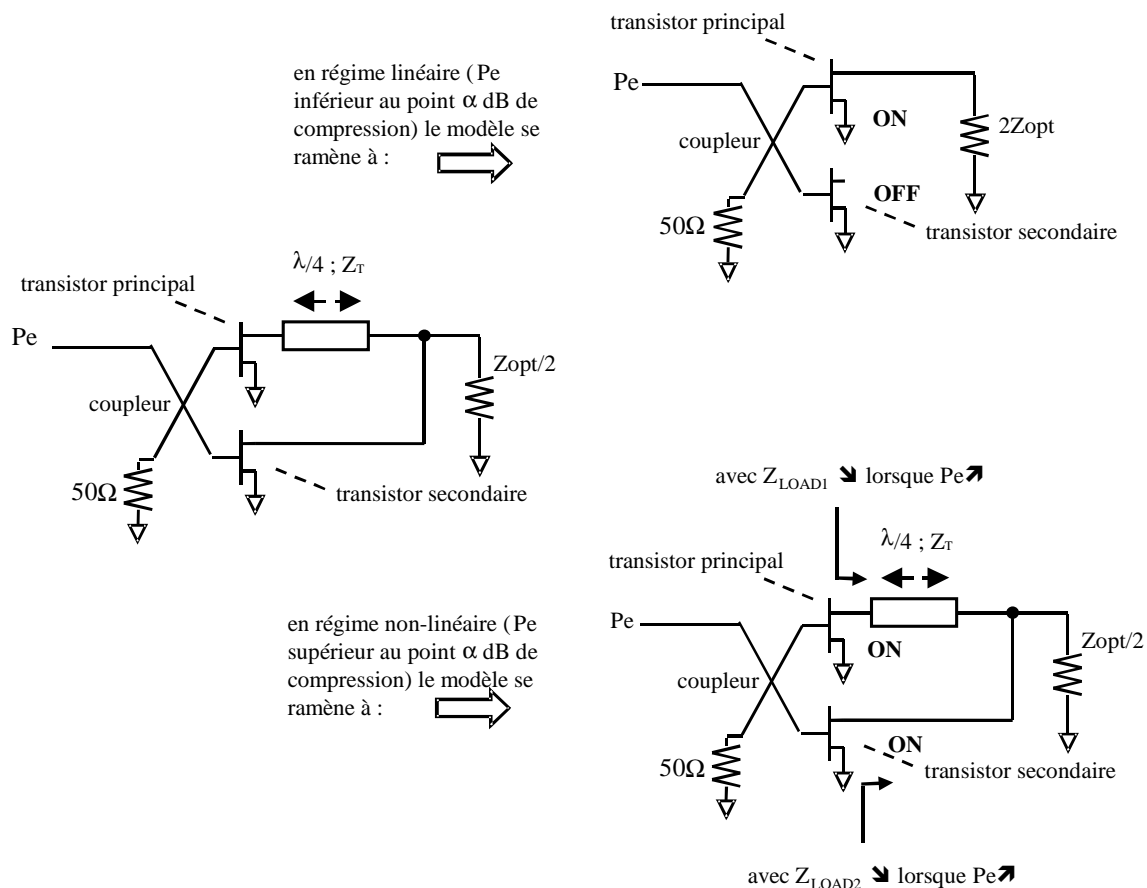 transistor principal
en régime linéaire (Pe
inférieur au point α dB de
compression) le modèle se
ramène à :
Pe
coupleur
ON
2Zopt
OFF
50Ω
transistor secondaire
λ/4 ; ZT
transistor principal
Pe
Zopt/2
coupleur
50Ω
transistor secondaire
avec ZLOAD1 ➘ lorsque Pe➚
λ/4 ; ZT
transistor principal
en régime non-linéaire (Pe
supérieur au point α dB de
compression) le modèle se
ramène à :
Pe
ON
Zopt/2
coupleur
ON
50Ω
transistor secondaire
avec ZLOAD2 ➘ lorsque Pe➚